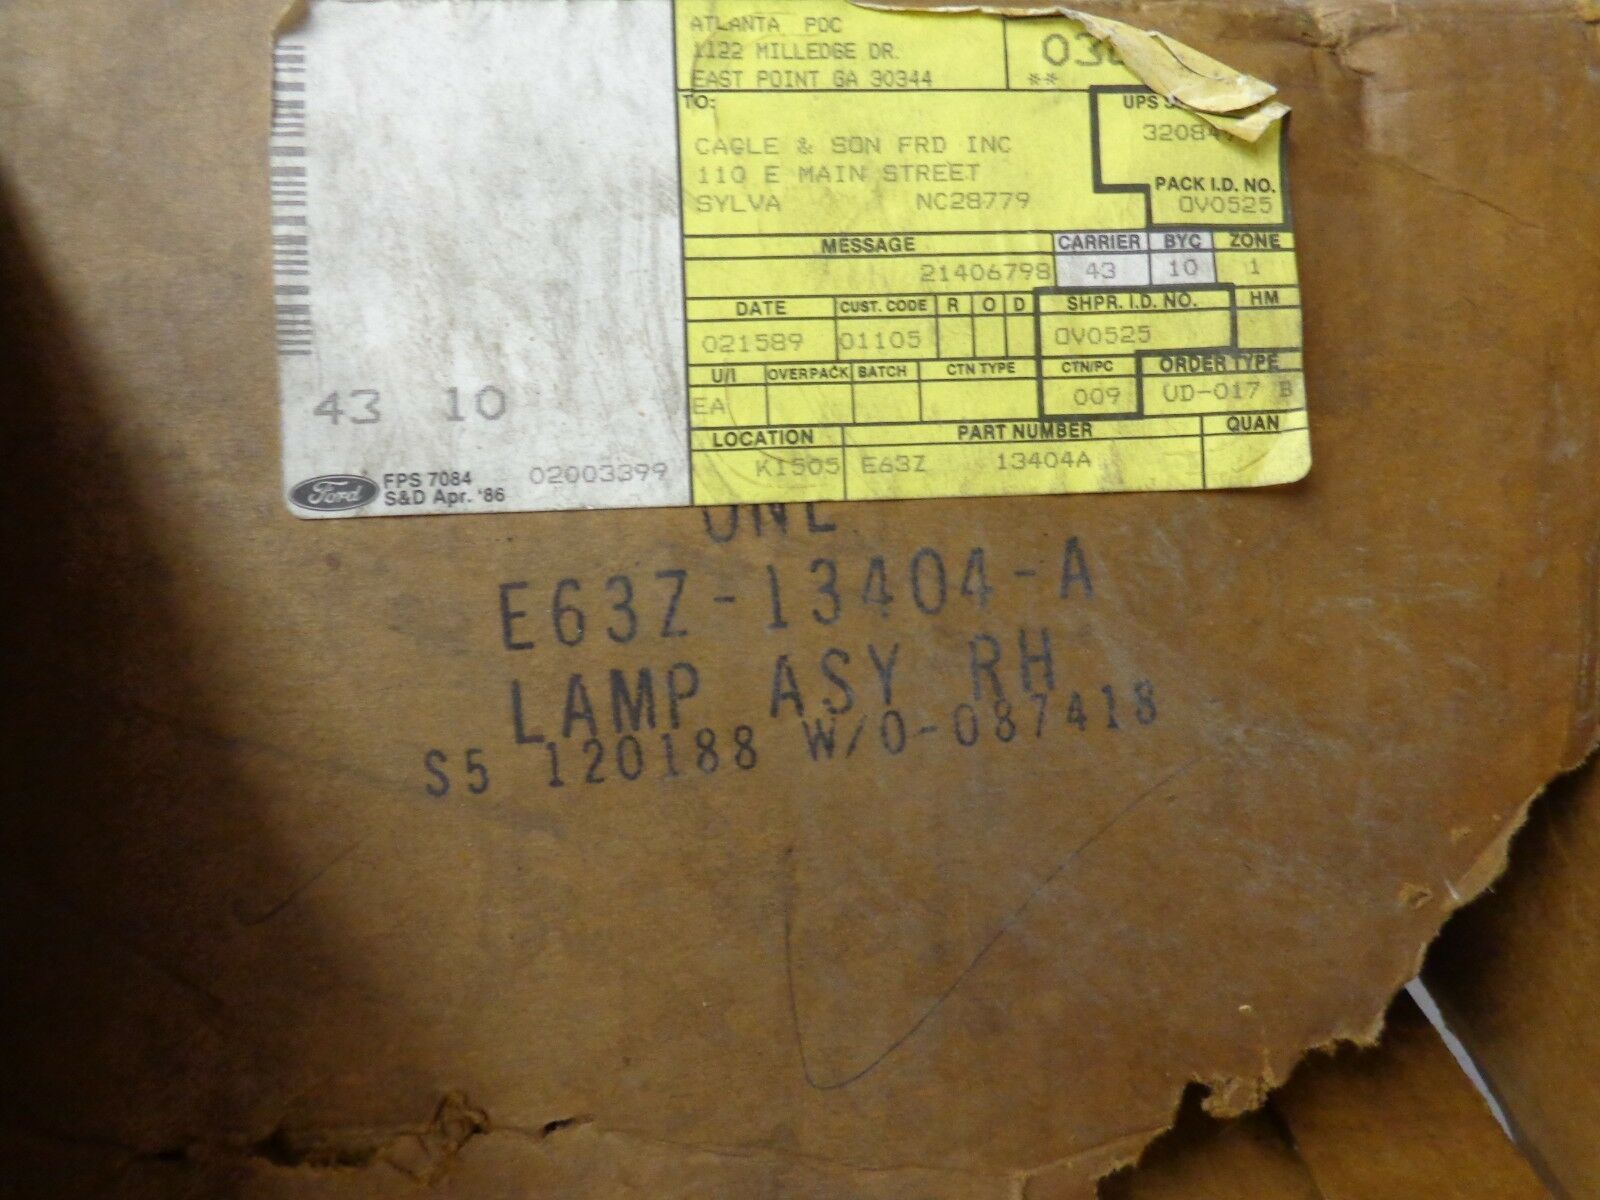 ATLANTA PDC
1122 MILLEDGE DR.
EAST POINT GA 30344
**
TO:
CAGLE & SON FRD INC
110 E MAIN STREET
SYLVA NC28779
UPS
PACK I.D. NO.
0V0525
MESSAGE CARRIER BYC ZONE
21406798 43 10 1
DATE CUST. CODE R O D SHPR. I.D. NO. HM
021589 01105 0V0525
U/I OVERPACK BATCH CTN TYPE CTN/PC ORDER TYPE
EA 009 UD-017 B
LOCATION PART NUMBER QUAN
K1505 E63Z 13404A
43 10
Ford FPS 7084 02003399
S&D Apr. '86
ONE
E63Z-13404-A
LAMP ASY RH
S5 120188 W/O-087418